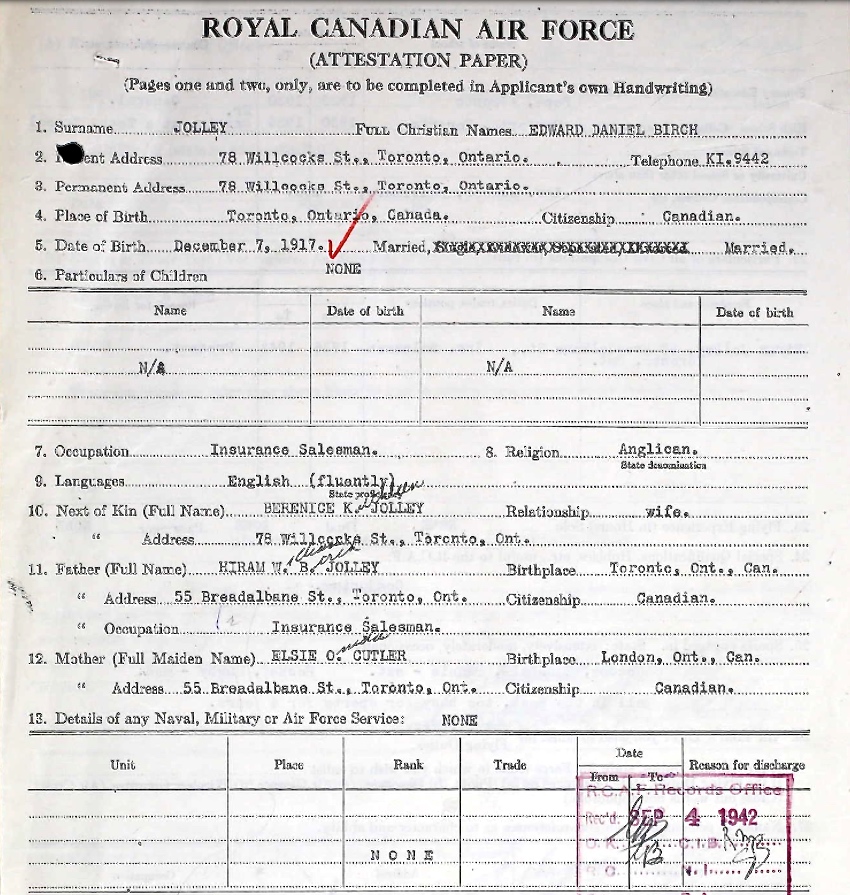 ROYAL CANADIAN AIR FORCE
(ATTESTATION PAPER)
(Pages one and two, only, are to be completed in Applicant's own Handwriting)
1. Surname JOLLEY FULL Christian Names EDWARD DANIEL BIRCH
2. ent Address 78 Willcocks St., Toronto, Ontario. Telephone KI.9442
3. Permanent Address 78 Willcocks St., Toronto, Ontario.
4. Place of Birth Toronto, Ontario, Canada. Citizenship Canadian.
5. Date of Birth December 7, 1917. Married, Married.
6. Particulars of Children NONE
Name Date of birth Name Date of birth
N/A N/A
7. Occupation Insurance Salesman. 8. Religion Anglican.
State denomination
9. Languages English (fluently)
State proficiency
10. Next of Kin (Full Name) BERENICE K. JOLLEY Relationship wife.
" Address 78 Willcocks St., Toronto, Ont.
11. Father (Full Name) HIRAM W. B. JOLLEY Birthplace Toronto, Ont., Can.
" Address 55 Breadalbane St., Toronto, Ont. Citizenship Canadian.
" Occupation Insurance Salesman.
12. Mother (Full Maiden Name) ELSIE O. CUTLER Birthplace London, Ont., Can.
" Address 55 Breadalbane St., Toronto, Ont. Citizenship Canadian.
13. Details of any Naval, Military or Air Force Service: NONE
Unit Place Rank Trade Date Reason for discharge
From To
R.C.A.F. Records Office
Rec'd. SEP 4 1942
O.K. C.I.B.
NONE
P.C. N.I.